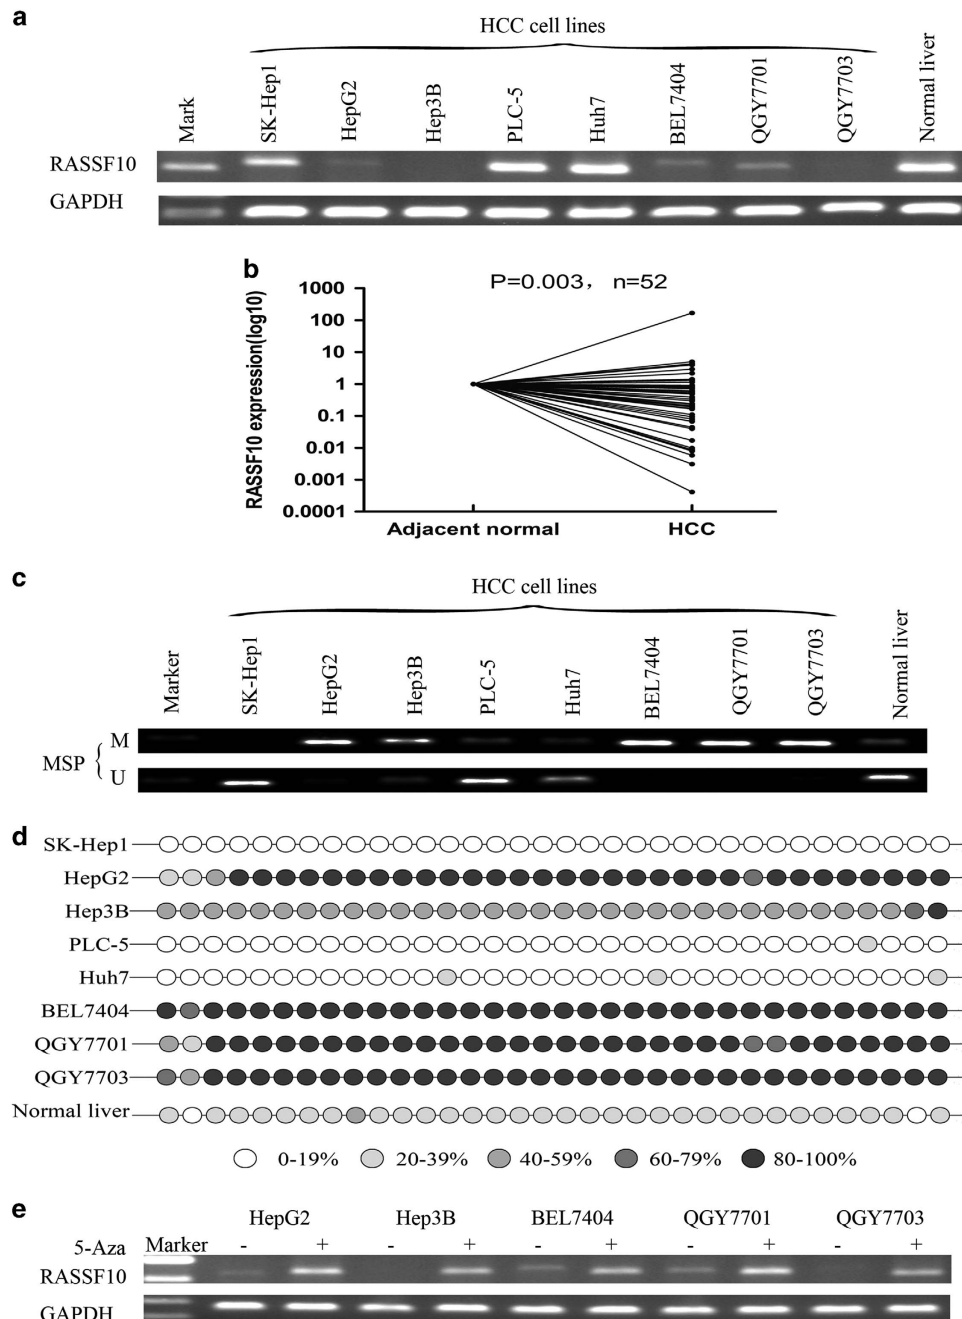 a
HCC cell lines
Mark
SK-Hep1
HepG2
Hep3B
PLC-5
Huh7
BEL7404
QGY7701
QGY7703
Normal liver
RASSF10
GAPDH
b
P=0.003, n=52
RASSF10 expression(log10)
1000
100
10
1
0.1
0.01
0.001
0.0001
Adjacent normal
HCC
c
HCC cell lines
Marker
SK-Hep1
HepG2
Hep3B
PLC-5
Huh7
BEL7404
QGY7701
QGY7703
Normal liver
MSP
M
U
d
SK-Hep1
HepG2
Hep3B
PLC-5
Huh7
BEL7404
QGY7701
QGY7703
Normal liver
0-19% 20-39% 40-59% 60-79% 80-100%
e
HepG2 Hep3B BEL7404 QGY7701 QGY7703
5-Aza Marker - + - + - + - + - +
RASSF10
GAPDH